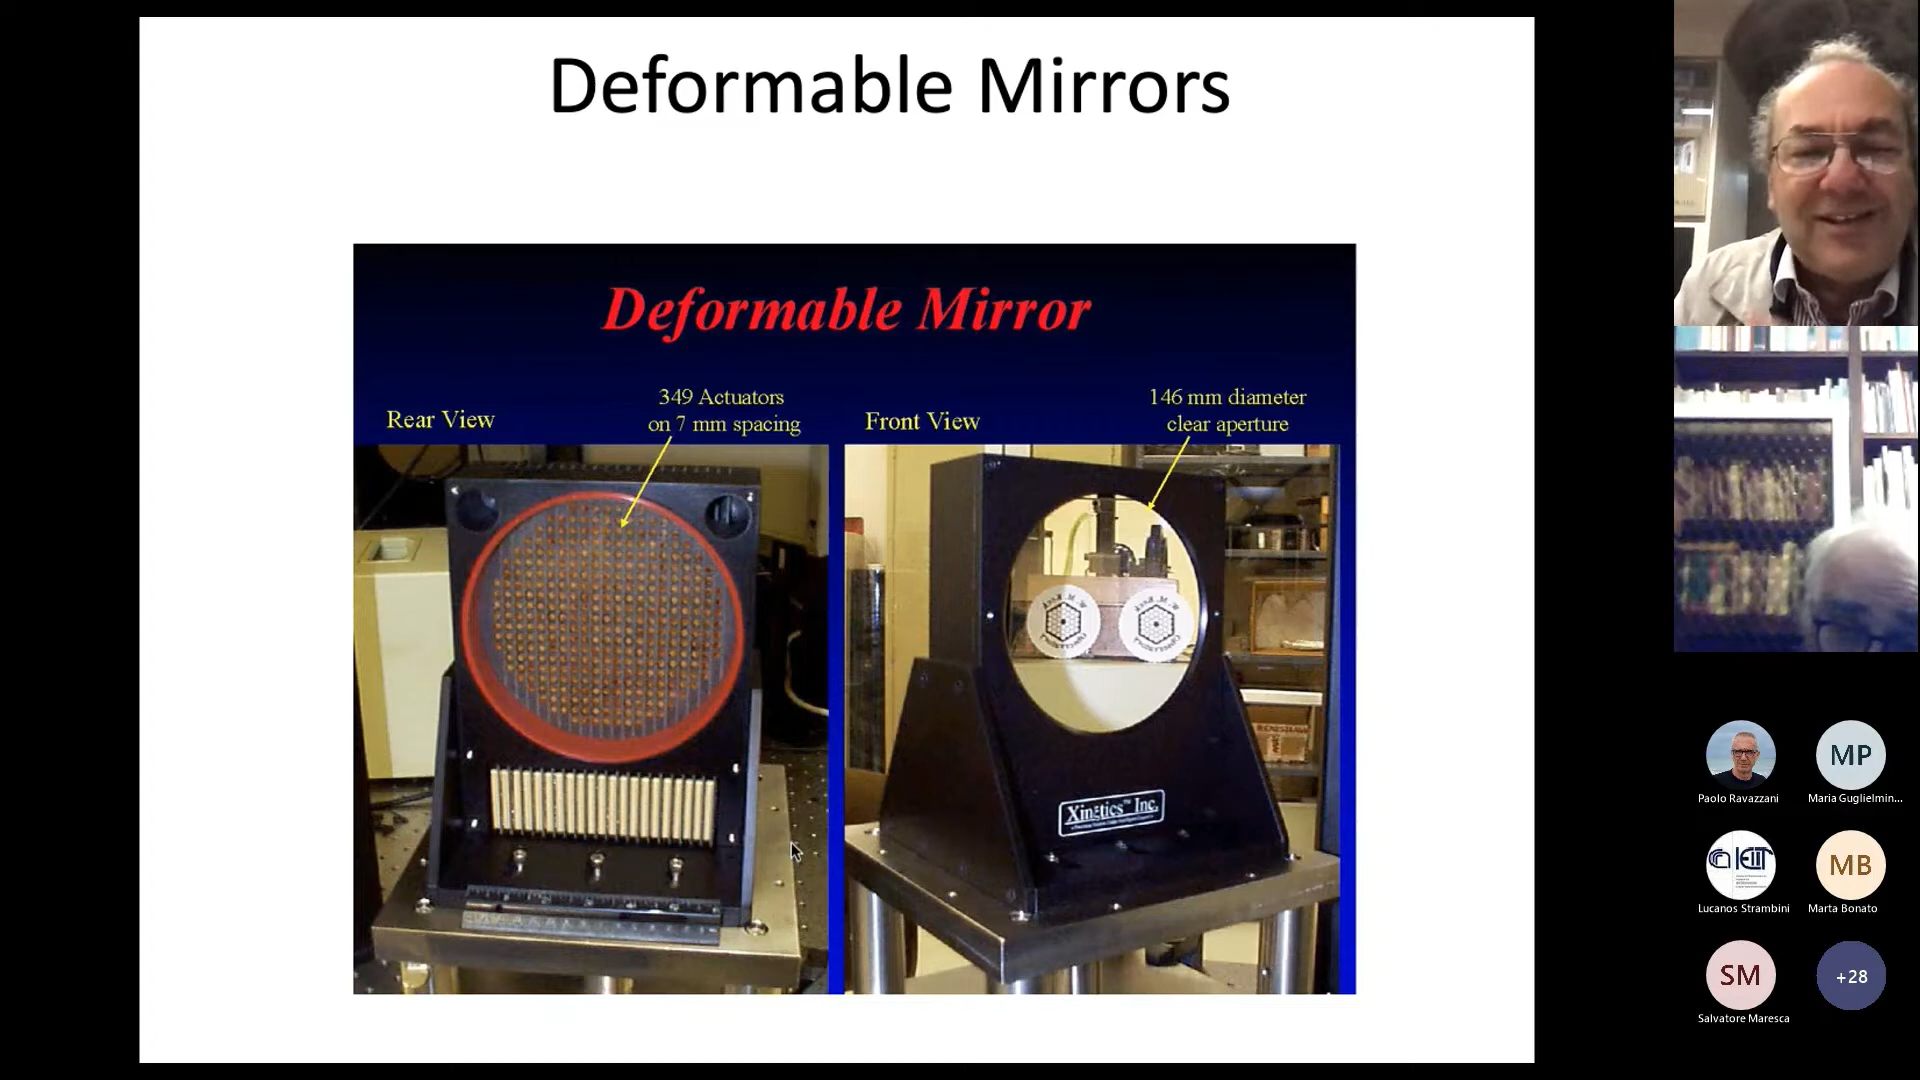 Deformable Mirrors
Deformable Mirror
Rear View
349 Actuators
on 7 mm spacing
Front View
146 mm diameter
clear aperture
Xinetics™ Inc.
MP
Paolo Ravazzani
Maria Guglielmin...
MB
Lucanos Strambini
Marta Bonato
SM
+28
Salvatore Maresca